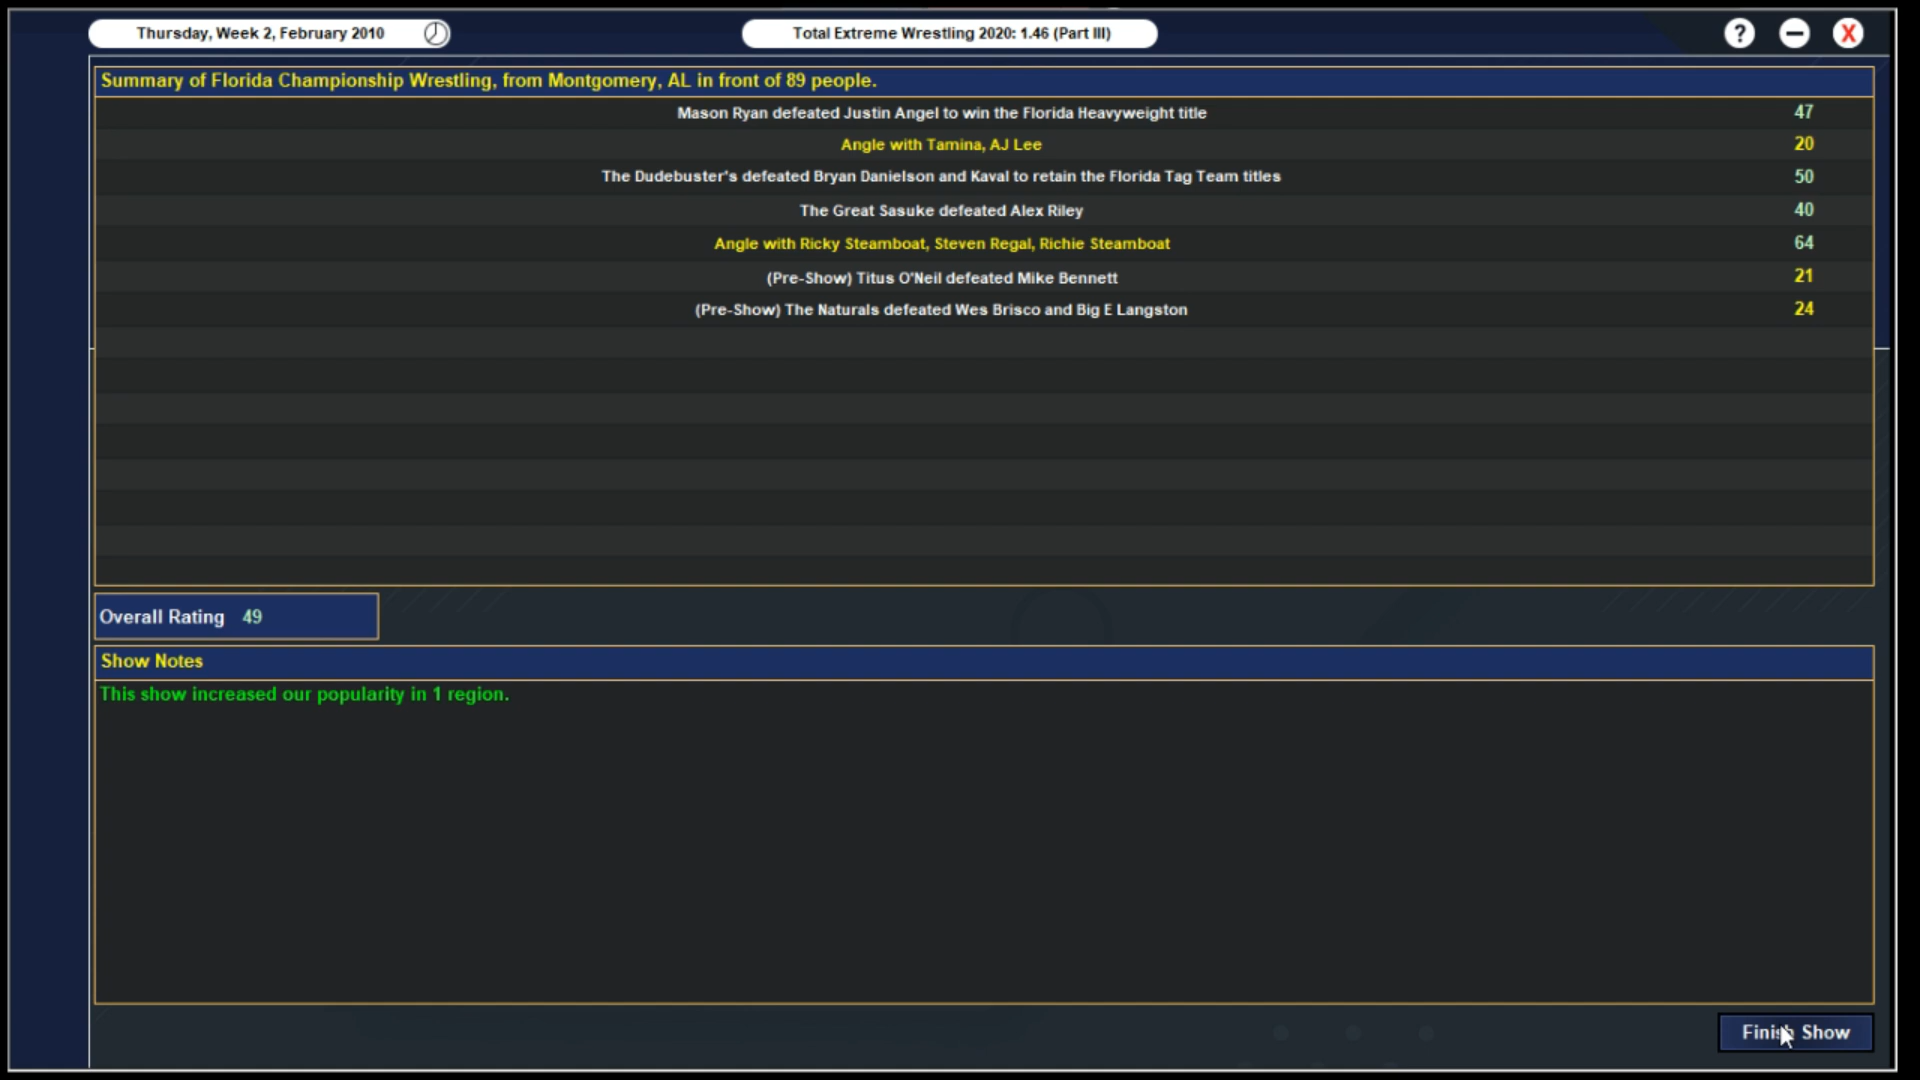 Thursday, Week 2, February 2010
Total Extreme Wrestling 2020: 1.46 (Part III)
? X
Summary of Florida Championship Wrestling, from Montgomery, AL in front of 89 people.
Mason Ryan defeated Justin Angel to win the Florida Heavyweight title 47
Angle with Tamina, AJ Lee 20
The Dudebuster's defeated Bryan Danielson and Kaval to retain the Florida Tag Team titles 50
The Great Sasuke defeated Alex Riley 40
Angle with Ricky Steamboat, Steven Regal, Richie Steamboat 64
(Pre-Show) Titus O'Neil defeated Mike Bennett 21
(Pre-Show) The Naturals defeated Wes Brisco and Big E Langston 24
Overall Rating 49
Show Notes
This show increased our popularity in 1 region.
Finish Show